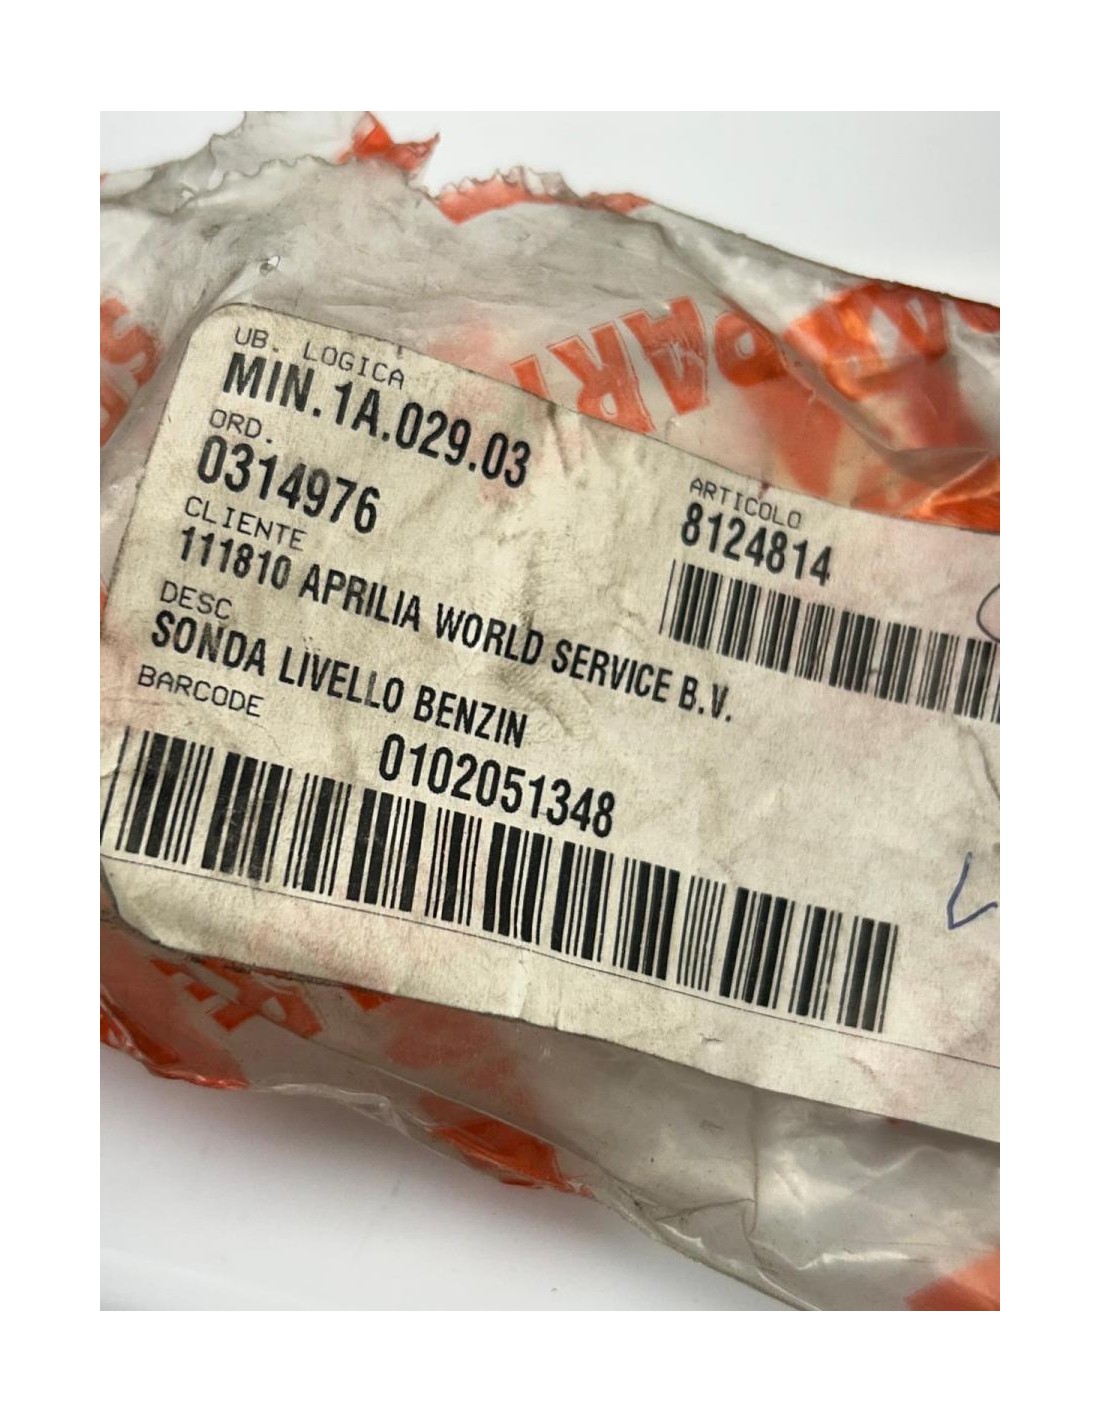 UB. LOGICA
MIN.1A.029.03
ORD.
0314976
ARTICOLO
8124814
CLIENTE
111810 APRILIA WORLD SERVICE B.V.
DESC
SONDA LIVELLO BENZIN
BARCODE
0102051348